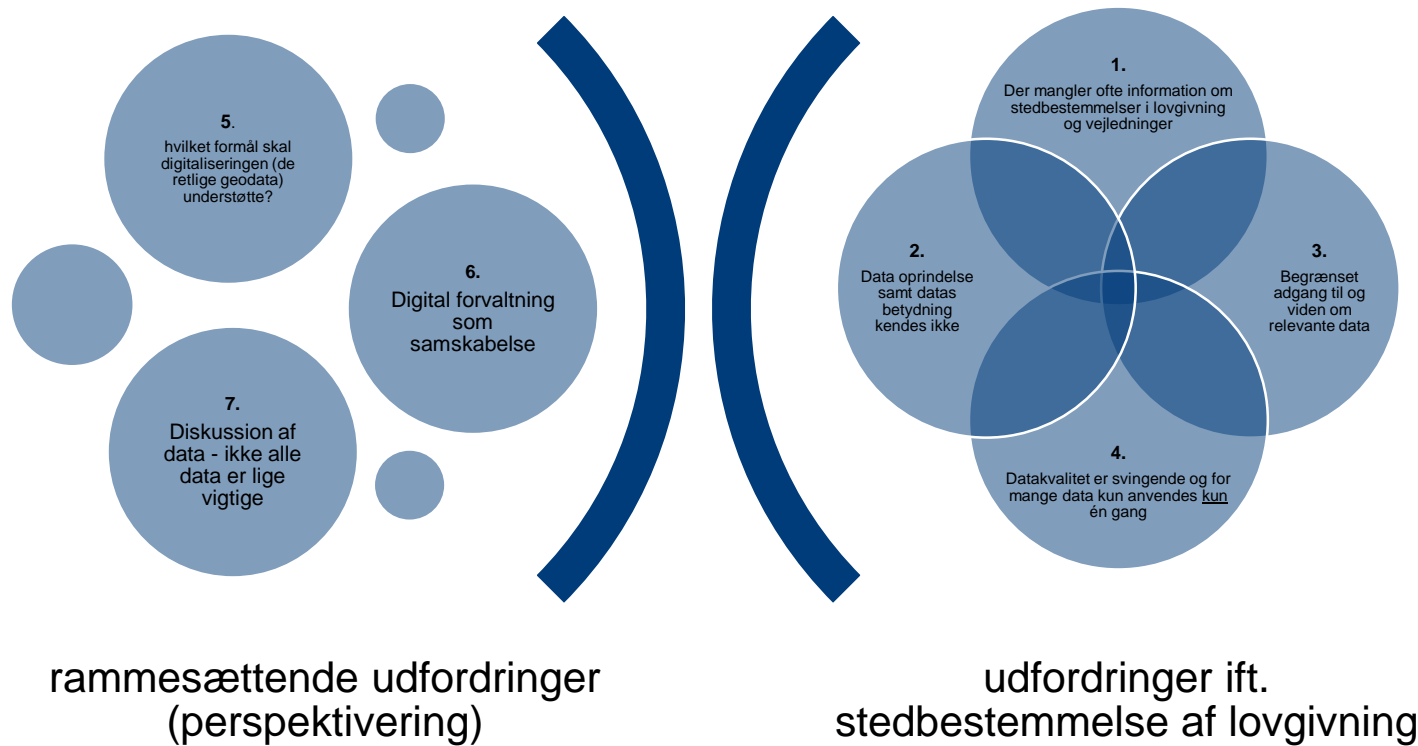 5.
hvilket formål skal
digitaliseringen (de
retlige geodata)
understøtte?
6.
Digital forvaltning
som
samskabelse
7.
Diskussion af
data - ikke alle
data er lige
vigtige
rammesættende udfordringer
(perspektivering)
1.
Der mangler ofte information om
stedbestemmelser i lovgivning
og vejledninger
2.
Data oprindelse
samt datas
betydning
kendes ikke
3.
Begrænset
adgang til og
viden om
relevante data
4.
Datakvalitet er svingende og for
mange data kun anvendes kun
én gang
udfordringer ift.
stedbestemmelse af lovgivning